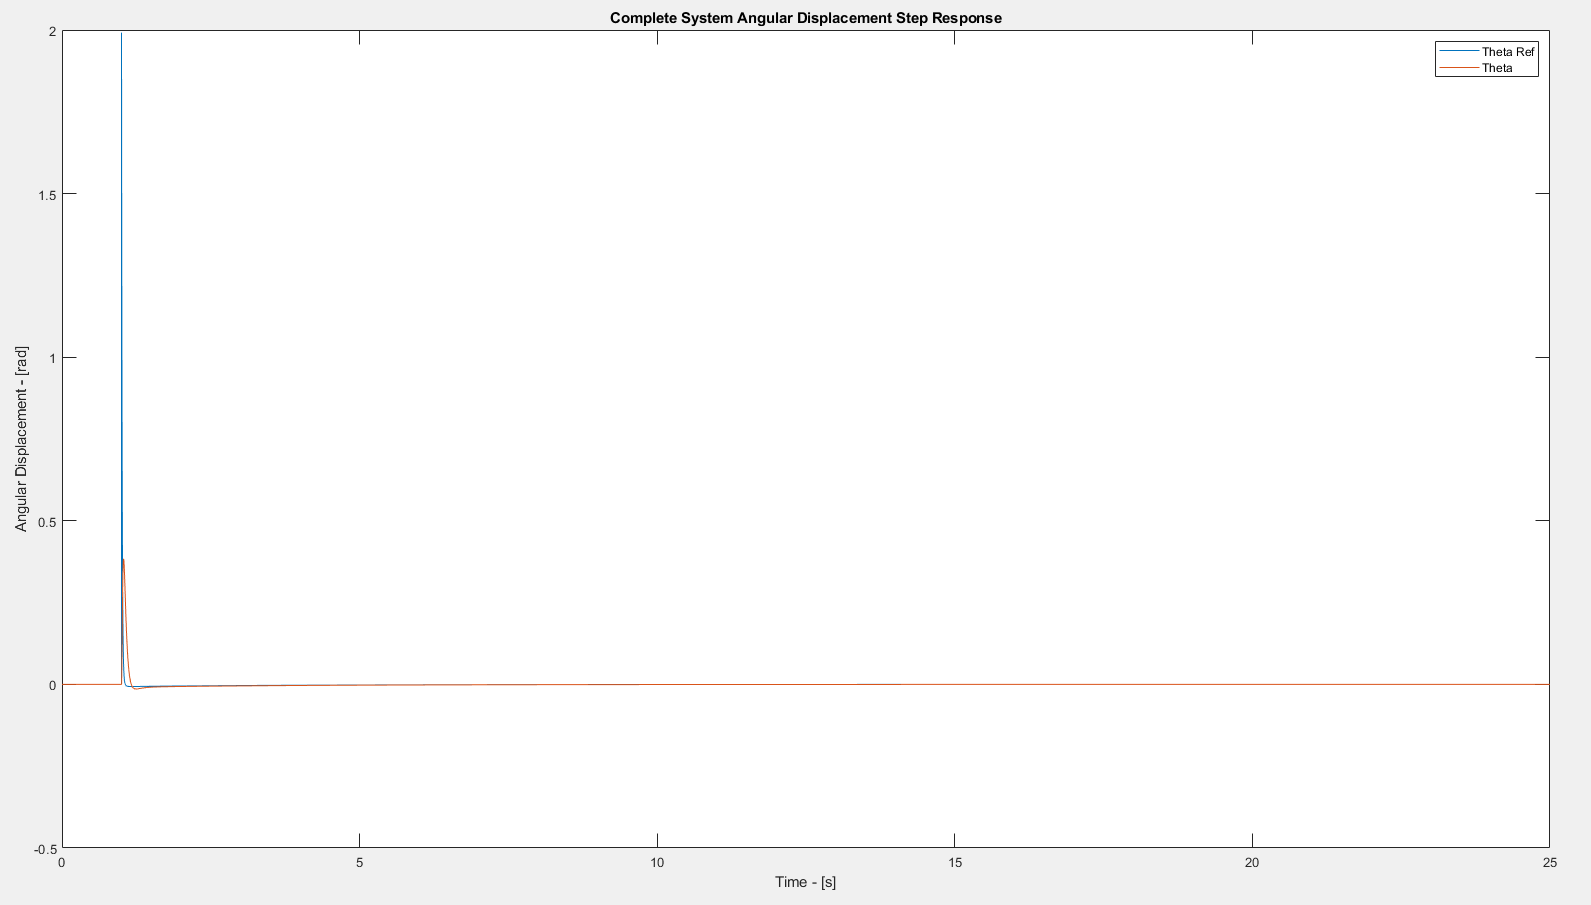 Complete System Angular Displacement Step Response
Theta Ref
Theta
2
1.5
1
0.5
0
-0.5
Angular Displacement - [rad]
0 5 10 15 20 25
Time - [s]